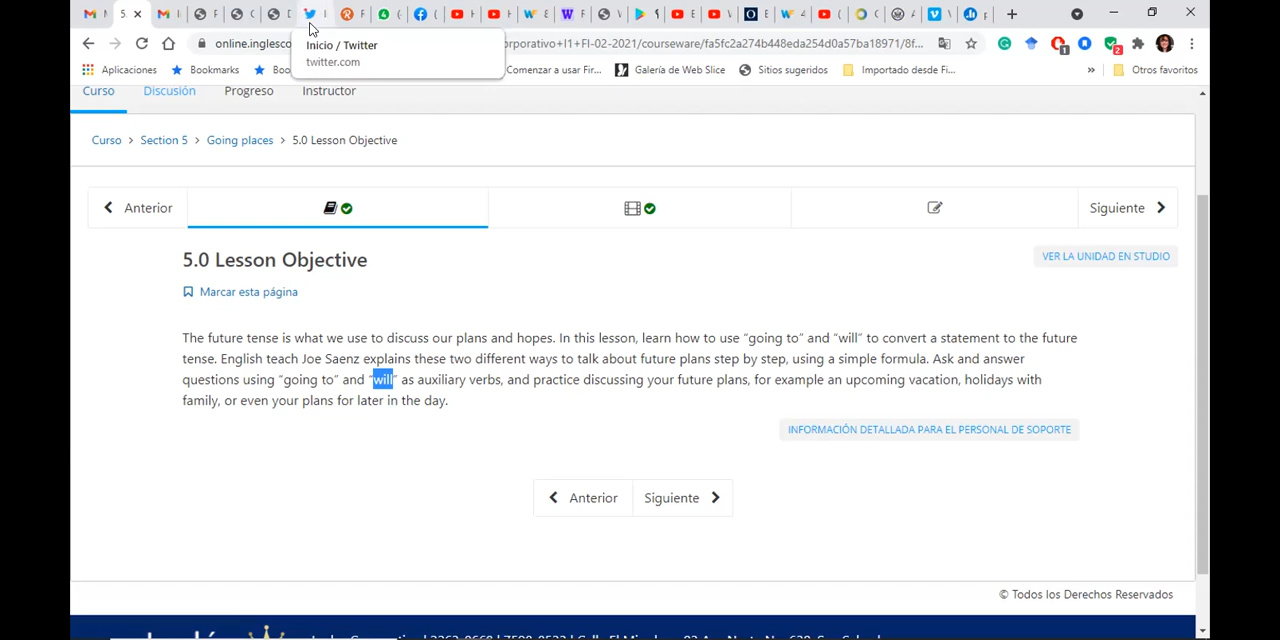 5.
Inicio / Twitter
twitter.com
online.inglesco
orporativo+I1+FI-02-2021/courseware/fa5fc2a274b448eda254d0a57ba18971/8f...
Aplicaciones Bookmarks Boo
Comenzar a usar Fir... Galería de Web Slice Sitios sugeridos Importado desde Fi... » Otros favoritos
Curso Discusión Progreso Instructor
Curso > Section 5 > Going places > 5.0 Lesson Objective
Anterior Siguiente
5.0 Lesson Objective
VER LA UNIDAD EN STUDIO
Marcar esta página
The future tense is what we use to discuss our plans and hopes. In this lesson, learn how to use “going to” and “will” to convert a statement to the future
tense. English teach Joe Saenz explains these two different ways to talk about future plans step by step, using a simple formula. Ask and answer
questions using “going to” and “will” as auxiliary verbs, and practice discussing your future plans, for example an upcoming vacation, holidays with
family, or even your plans for later in the day.
INFORMACIÓN DETALLADA PARA EL PERSONAL DE SOPORTE
Anterior Siguiente
© Todos los Derechos Reservados